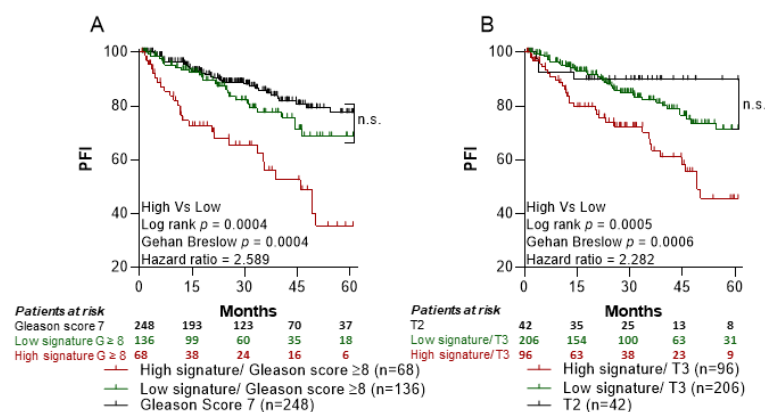 A
B
100
80
60
40
20
PFI
n.s.
High Vs Low
Log rank p = 0.0004
Gehan Breslow p = 0.0004
Hazard ratio = 2.589
0 15 30 45 60
Months
Patients at risk
Gleason score 7 248 193 123 70 37
Low signature G ≥ 8 136 99 60 35 18
High signature G ≥ 8 68 38 24 16 6
High signature/ Gleason score ≥8 (n=68)
Low signature/ Gleason score ≥8 (n=136)
Gleason Score 7 (n=248)
100
80
60
40
20
PFI
n.s.
High Vs Low
Log rank p = 0.0005
Gehan Breslow p = 0.0006
Hazard ratio = 2.282
0 15 30 45 60
Months
Patients at risk
T2 42 35 25 13 8
Low signature/ T3 206 154 100 63 31
High signature/ T3 96 63 38 23 9
High signature/ T3 (n=96)
Low signature/ T3 (n=206)
T2 (n=42)